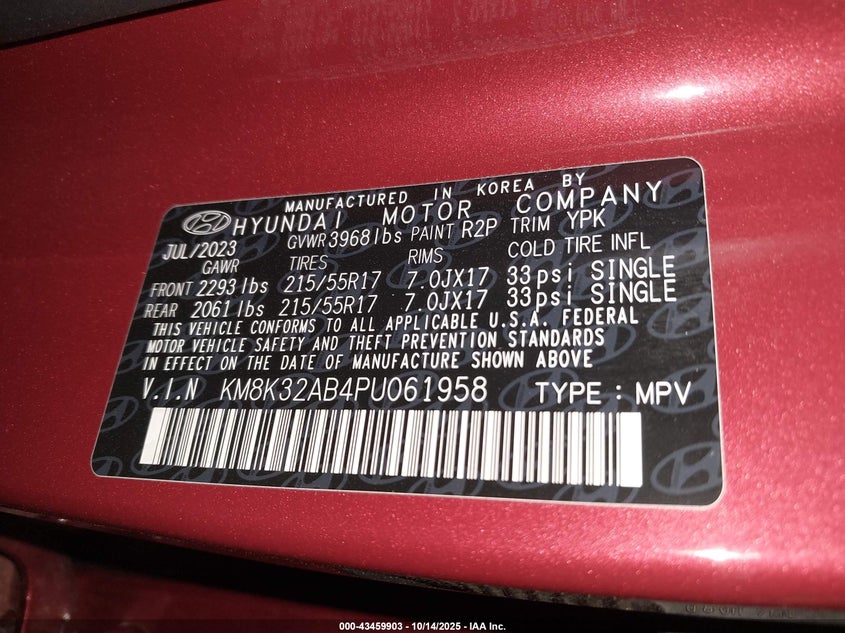 MANUFACTURED IN KOREA BY
HYUNDAI MOTOR COMPANY
JUL/2023 GVWR 3968lbs PAINT R2P TRIM YPK
GAWR TIRES RIMS COLD TIRE INFL
FRONT 2293 lbs 215/55R17 7.0JX17 33psi SINGLE
REAR 2061 lbs 215/55R17 7.0JX17 33psi SINGLE
THIS VEHICLE CONFORMS TO ALL APPLICABLE U.S.A. FEDERAL
MOTOR VEHICLE SAFETY AND THEFT PREVENTION STANDARDS
IN EFFECT ON THE DATE OF MANUFACTURE SHOWN ABOVE
V.I.N KM8K32AB4PU061958 TYPE : MPV
000-43459903 - 10/14/2025 - IAA Inc.